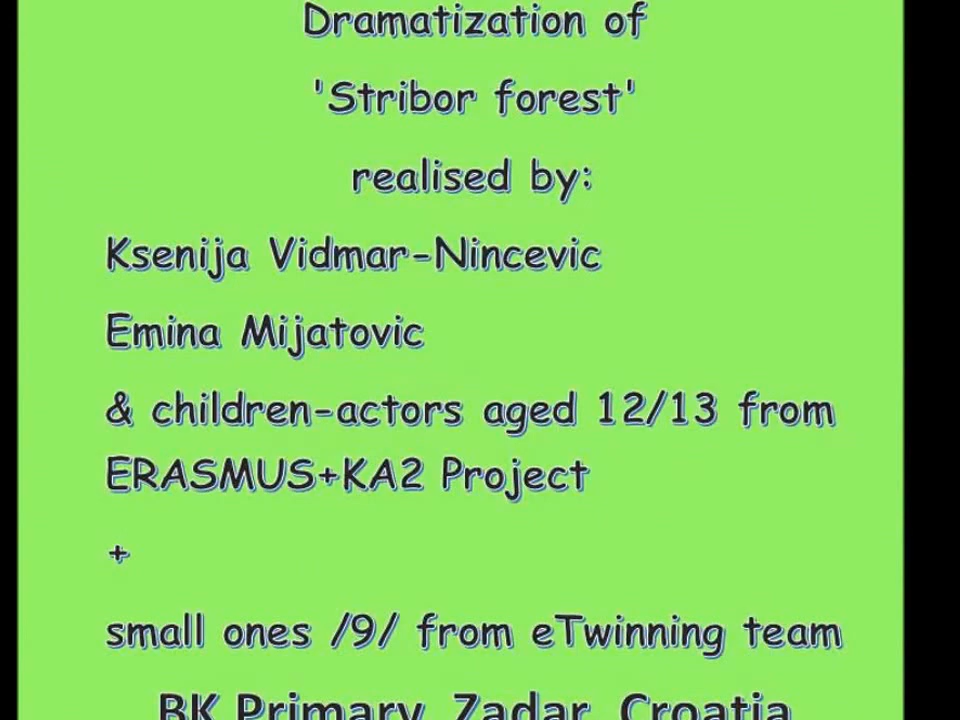 Dramatization of
'Stribor forest'
realised by:
Ksenija Vidmar-Nincevic
Emina Mijatovic
& children-actors aged 12/13 from
ERASMUS+KA2 Project
+
small ones /9/ from eTwinning team
BK Primary, Zadar, Croatia